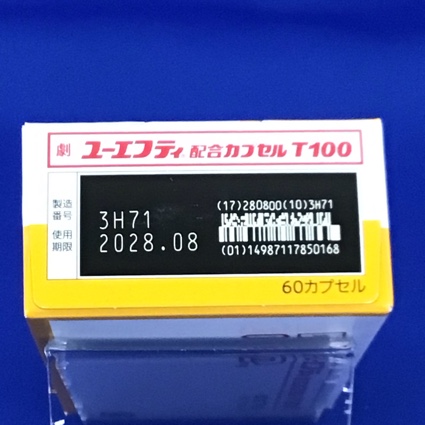 劇 ユーエフティ 配合カプセル T100
製造番号 3H71
使用期限 2028.08
(17)280800(10)3H71
(01)14987117850168
60カプセル